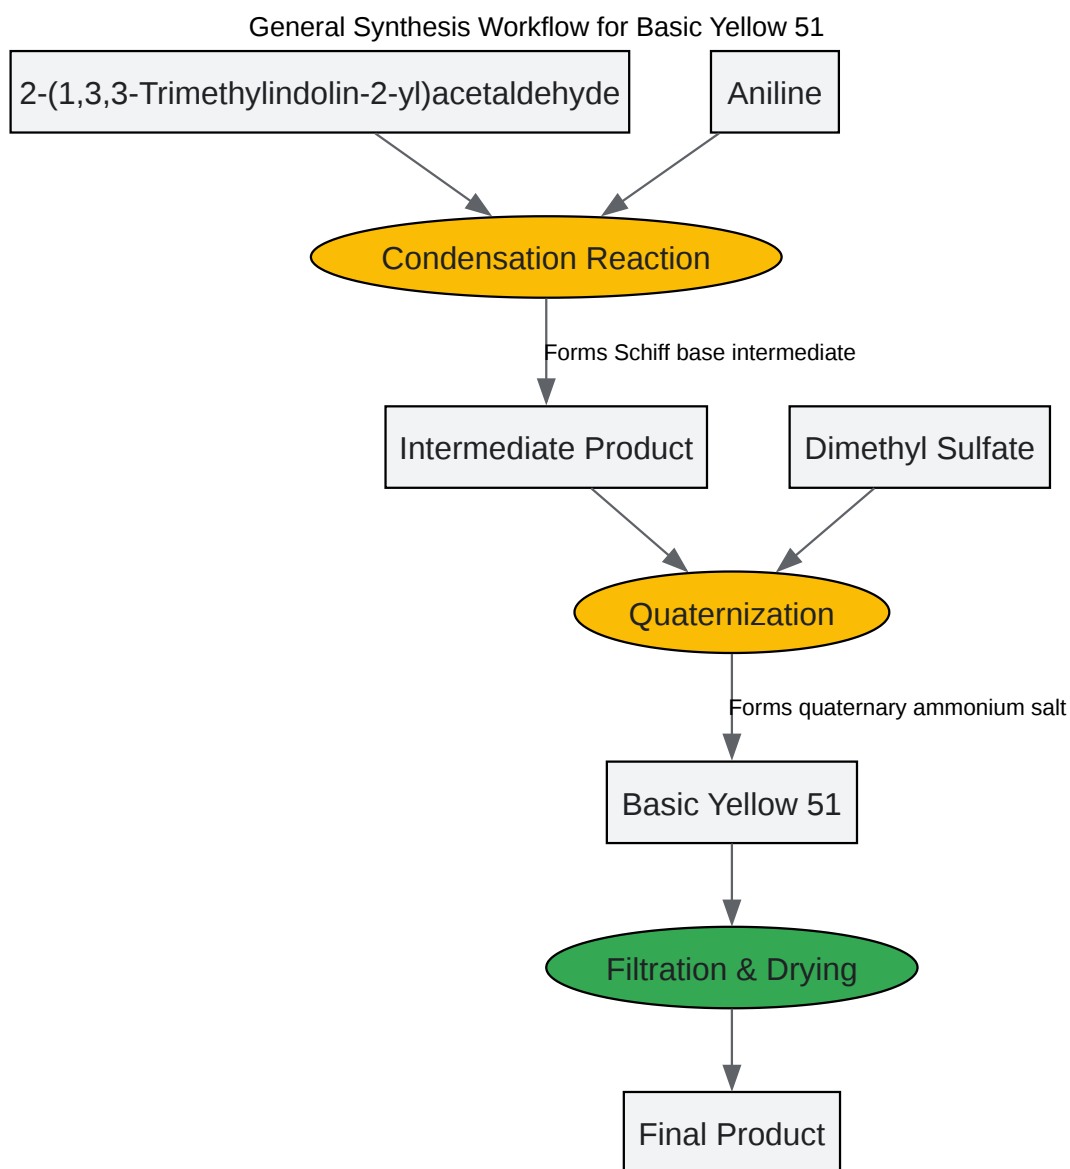 General Synthesis Workflow for Basic Yellow 51
2-(1,3,3-Trimethylindolin-2-yl)acetaldehyde
Aniline
Condensation Reaction
Forms Schiff base intermediate
Intermediate Product
Dimethyl Sulfate
Quaternization
Forms quaternary ammonium salt
Basic Yellow 51
Filtration & Drying
Final Product